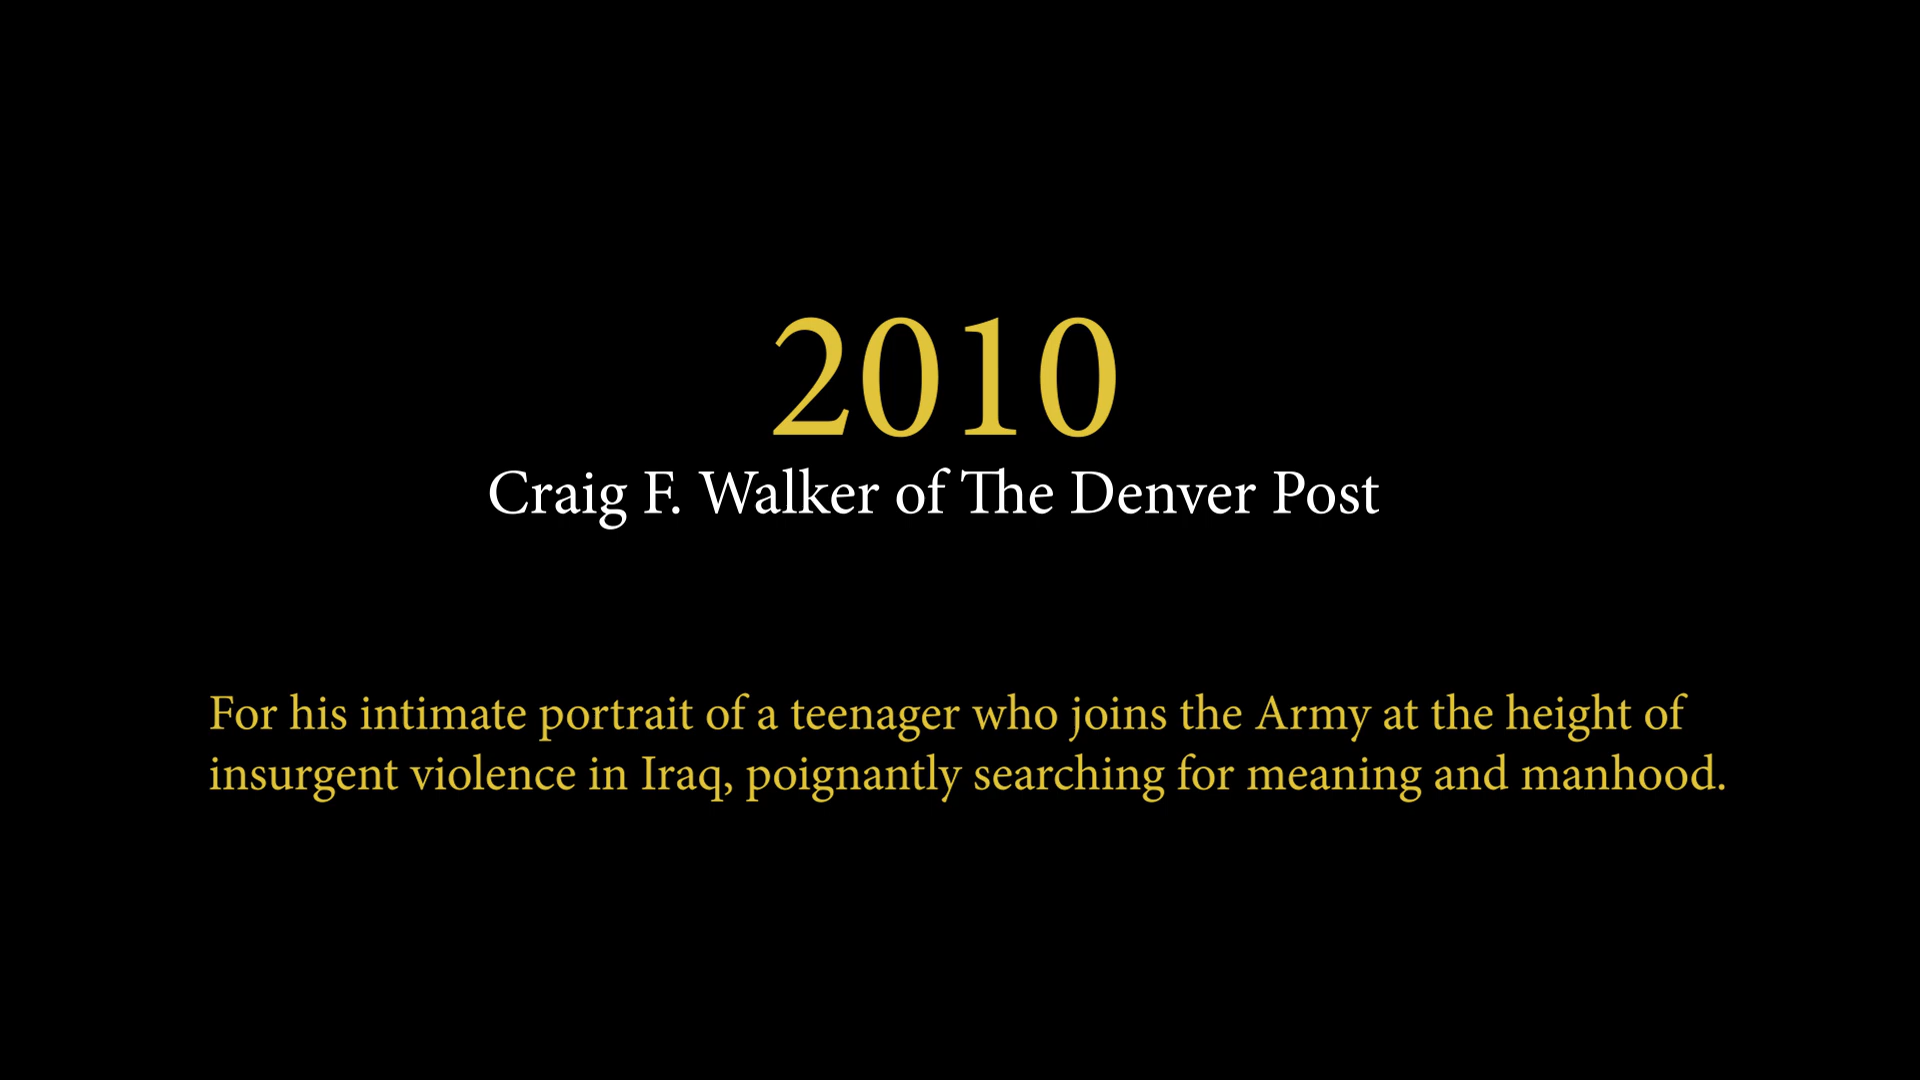 2010
Craig F. Walker of The Denver Post
For his intimate portrait of a teenager who joins the Army at the height of
insurgent violence in Iraq, poignantly searching for meaning and manhood.